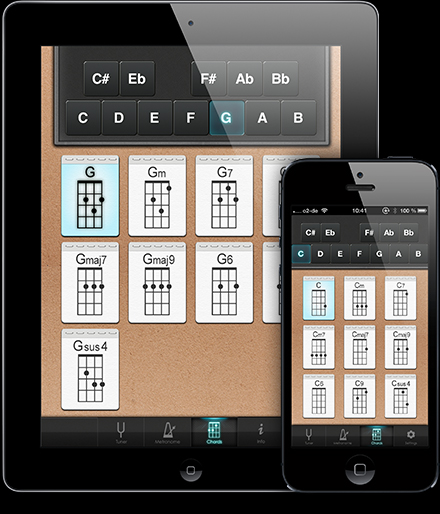 C# Eb F# Ab Bb
C D E F G A B
G Gm G7
Gmaj7 Gmaj9 G6
Gsus4
Tuner Metronome Chords Info
o2-de 10:41 100 %
C# Eb F# Ab Bb
C D E F G A B
C Cm C7
Cm7 Cmaj7 Cmaj9
C6 C9 Csus4
Tuner Metronome Chords Settings